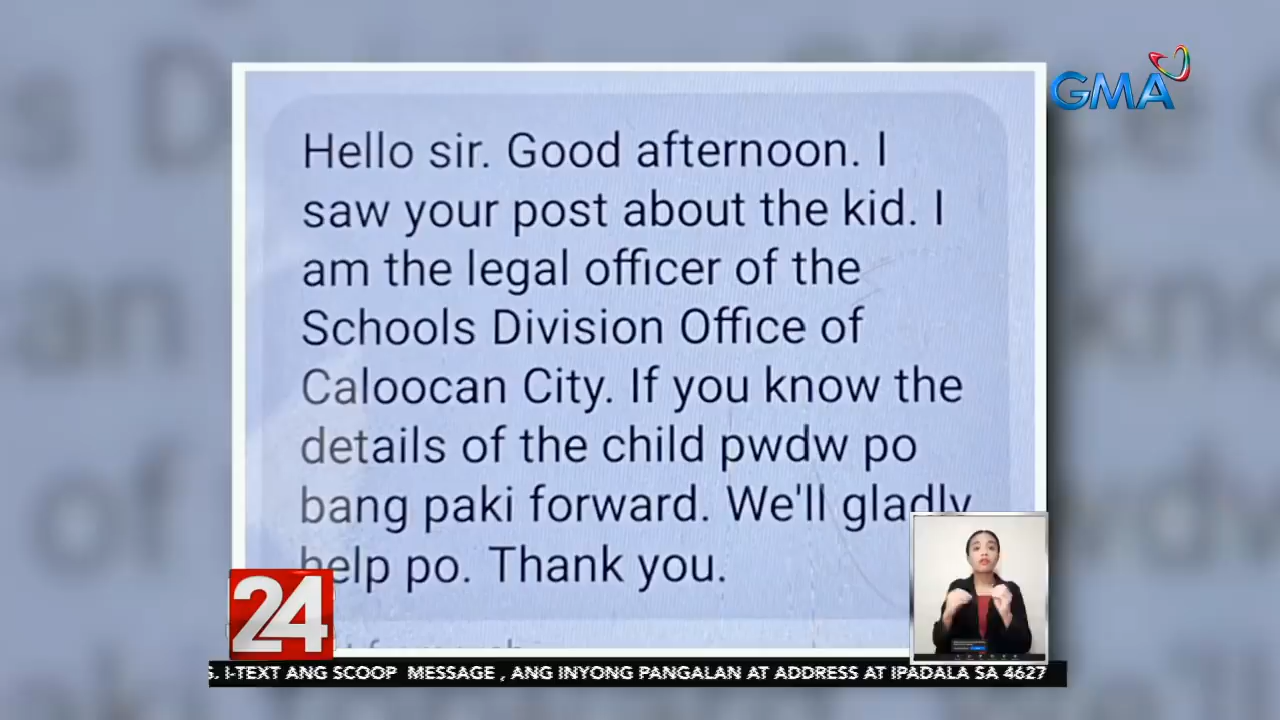 GMA
Hello sir. Good afternoon. I
saw your post about the kid. I
am the legal officer of the
Schools Division Office of
Caloocan City. If you know the
details of the child pwdw po
bang paki forward. We'll gladly
help po. Thank you.
24
S. I-TEXT ANG SCOOP MESSAGE , ANG INYONG PANGALAN AT ADDRESS AT IPADALA SA 4627